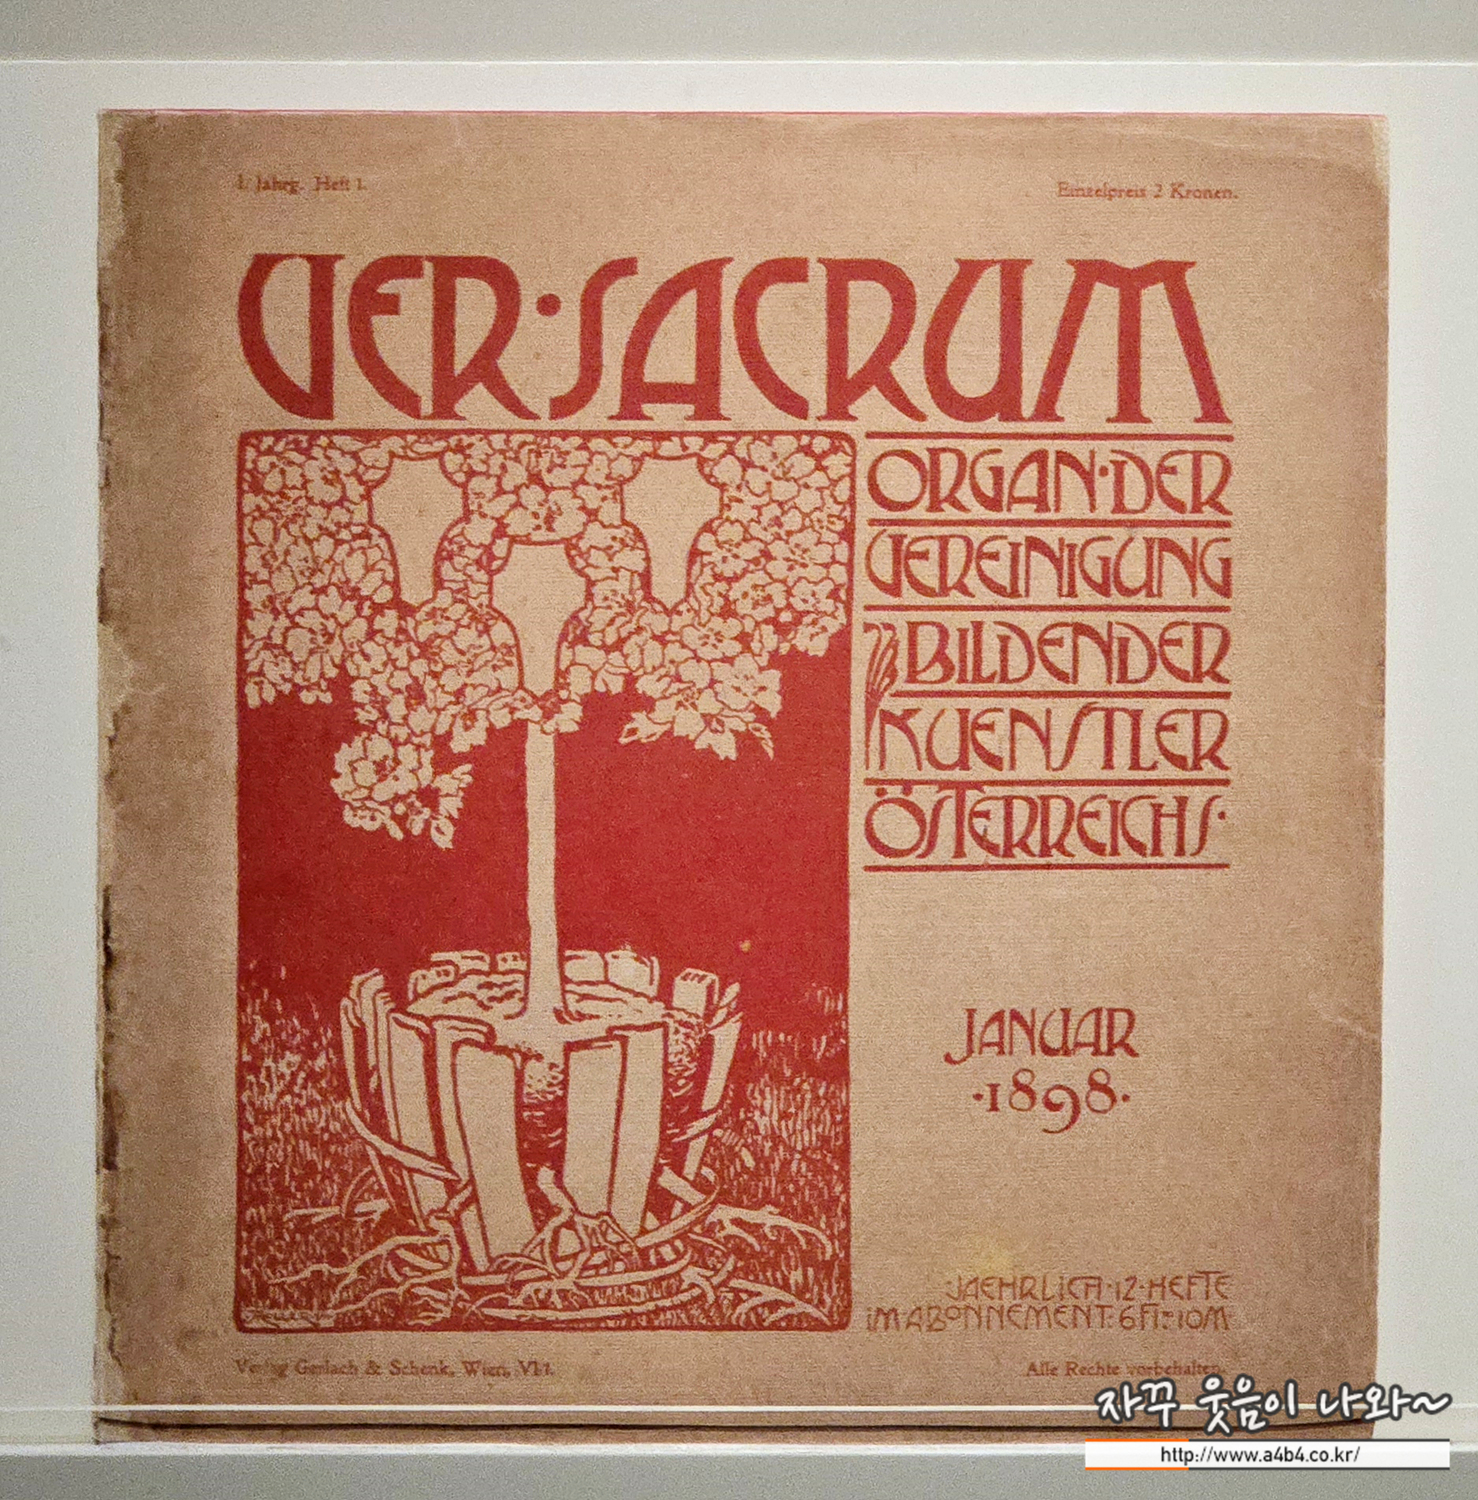 I. Jahrg. Heft 1.
Einzelpreis 2 Kronen.
VER·SACRUM
ORGAN·DER
VEREINIGUNG
BILDENDER
KUENSTLER
ÖSTERREICHS·
JANUAR
·1898·
·JAEHRLICH·12·HEFTE
IM·ABONNEMENT:6Fl=10M
Verlag Gerlach & Schenk, Wien, VI/1.
Alle Rechte vorbehalten.
자꾸 웃음이 나와~
http://www.a4b4.co.kr/